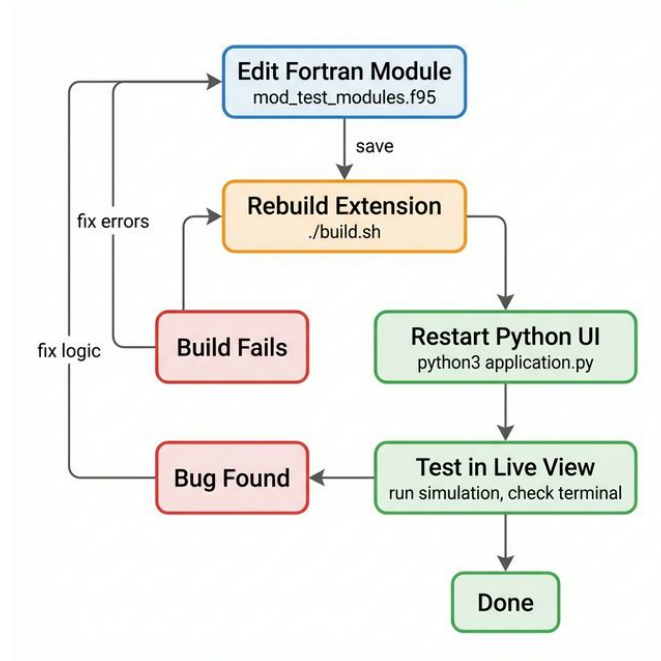 Edit Fortran Module
mod_test_modules.f95
save
Rebuild Extension
./build.sh
fix errors
Build Fails
Restart Python UI
python3 application.py
fix logic
Bug Found
Test in Live View
run simulation, check terminal
Done